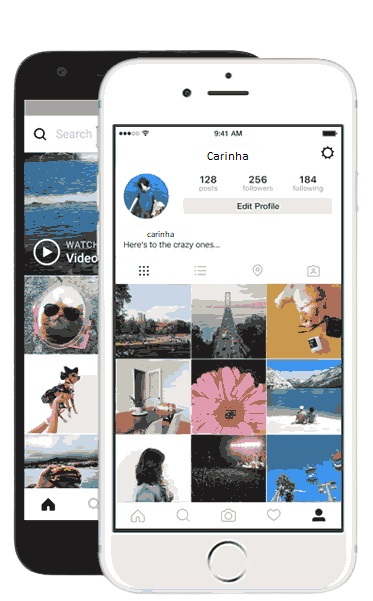 Search
WATCH
Video
9:41 AM
Carinha
128 256 184
posts followers following
Edit Profile
carinha
Here's to the crazy ones...